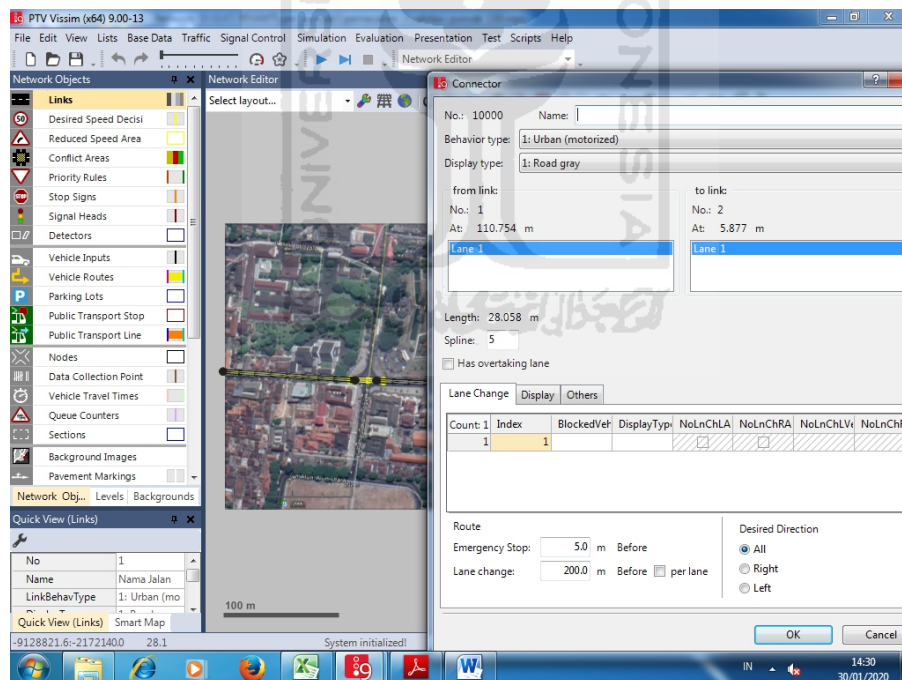 PTV Vissim (x64) 9.00-13
File Edit View Lists Base Data Traffic Signal Control Simulation Evaluation Presentation Test Scripts Help
Network Editor
Network Objects
Links
Desired Speed Decisi
Reduced Speed Area
Conflict Areas
Priority Rules
Stop Signs
Signal Heads
Detectors
Vehicle Inputs
Vehicle Routes
Parking Lots
Public Transport Stop
Public Transport Line
Nodes
Data Collection Point
Vehicle Travel Times
Queue Counters
Sections
Background Images
Pavement Markings
Network Obj... Levels Backgrounds
Quick View (Links)
No 1
Name Nama Jalan
LinkBehavType 1: Urban (mo
Quick View (Links) Smart Map
-9128821.6:-2172140.0 28.1 System initialized!
Network Editor
Select layout...
100 m
Connector
No.: 10000 Name:
Behavior type: 1: Urban (motorized)
Display type: 1: Road gray
from link:
No.: 1
At: 110.754 m
Lane 1
to link:
No.: 2
At: 5.877 m
Lane 1
Length: 28.058 m
Spline: 5
Has overtaking lane
Lane Change Display Others
Count: 1 Index BlockedVeh DisplayTyp NoLnChLA NoLnChRA NoLnChLVe NoLnChR
1 1
Route
Emergency Stop: 5.0 m Before
Lane change: 200.0 m Before per lane
Desired Direction
All
Right
Left
OK Cancel
IN 14:30
30/01/2020